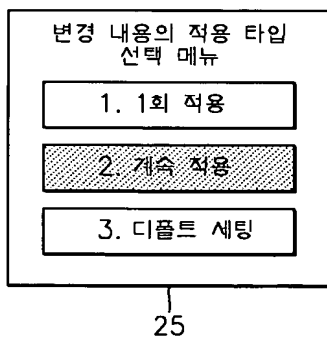 변경 내용의 적용 타입
선택 메뉴
1. 1회 적용
2. 계속 적용
3. 디폴트 세팅
25